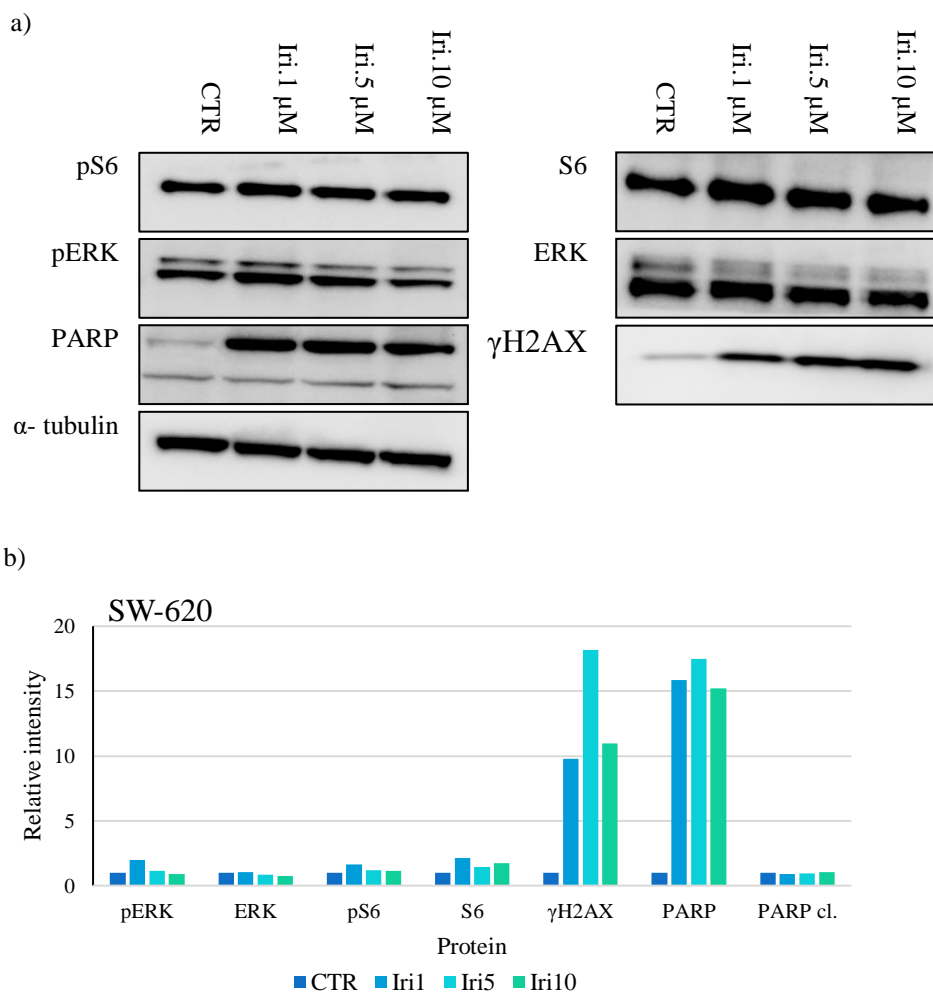 a)
CTR
Iri.1 μM
Iri.5 μM
Iri.10 μM
CTR
Iri.1 μM
Iri.5 μM
Iri.10 μM
pS6
pERK
PARP
α- tubulin
S6
ERK
γH2AX
b)
SW-620
Relative intensity
20
15
10
5
0
pERK ERK pS6 S6 γH2AX PARP PARP cl.
Protein
CTR Iri1 Iri5 Iri10